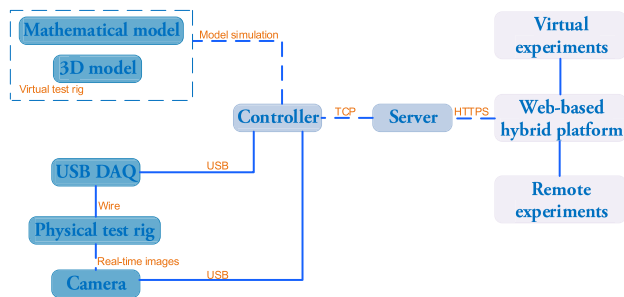 Mathematical model
3D model
Virtual test rig
Model simulation
Controller
TCP
Server
HTTPS
Virtual
experiments
Web-based
hybrid platform
Remote
experiments
USB DAQ
USB
Wire
Physical test rig
Real-time images
Camera
USB